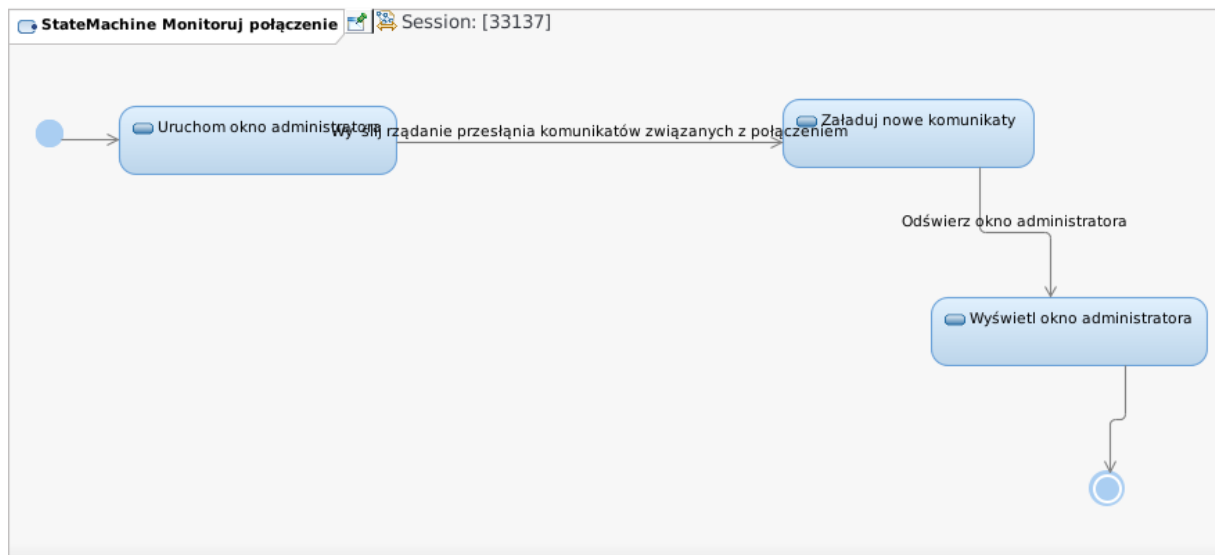 StateMachine Monitoruj połączenie Session: [33137]
Uruchom okno administratora
Wyślij rządanie przesłąnia komunikatów związanych z połączeniem
Załaduj nowe komunikaty
Odświerz okno administratora
Wyświetl okno administratora